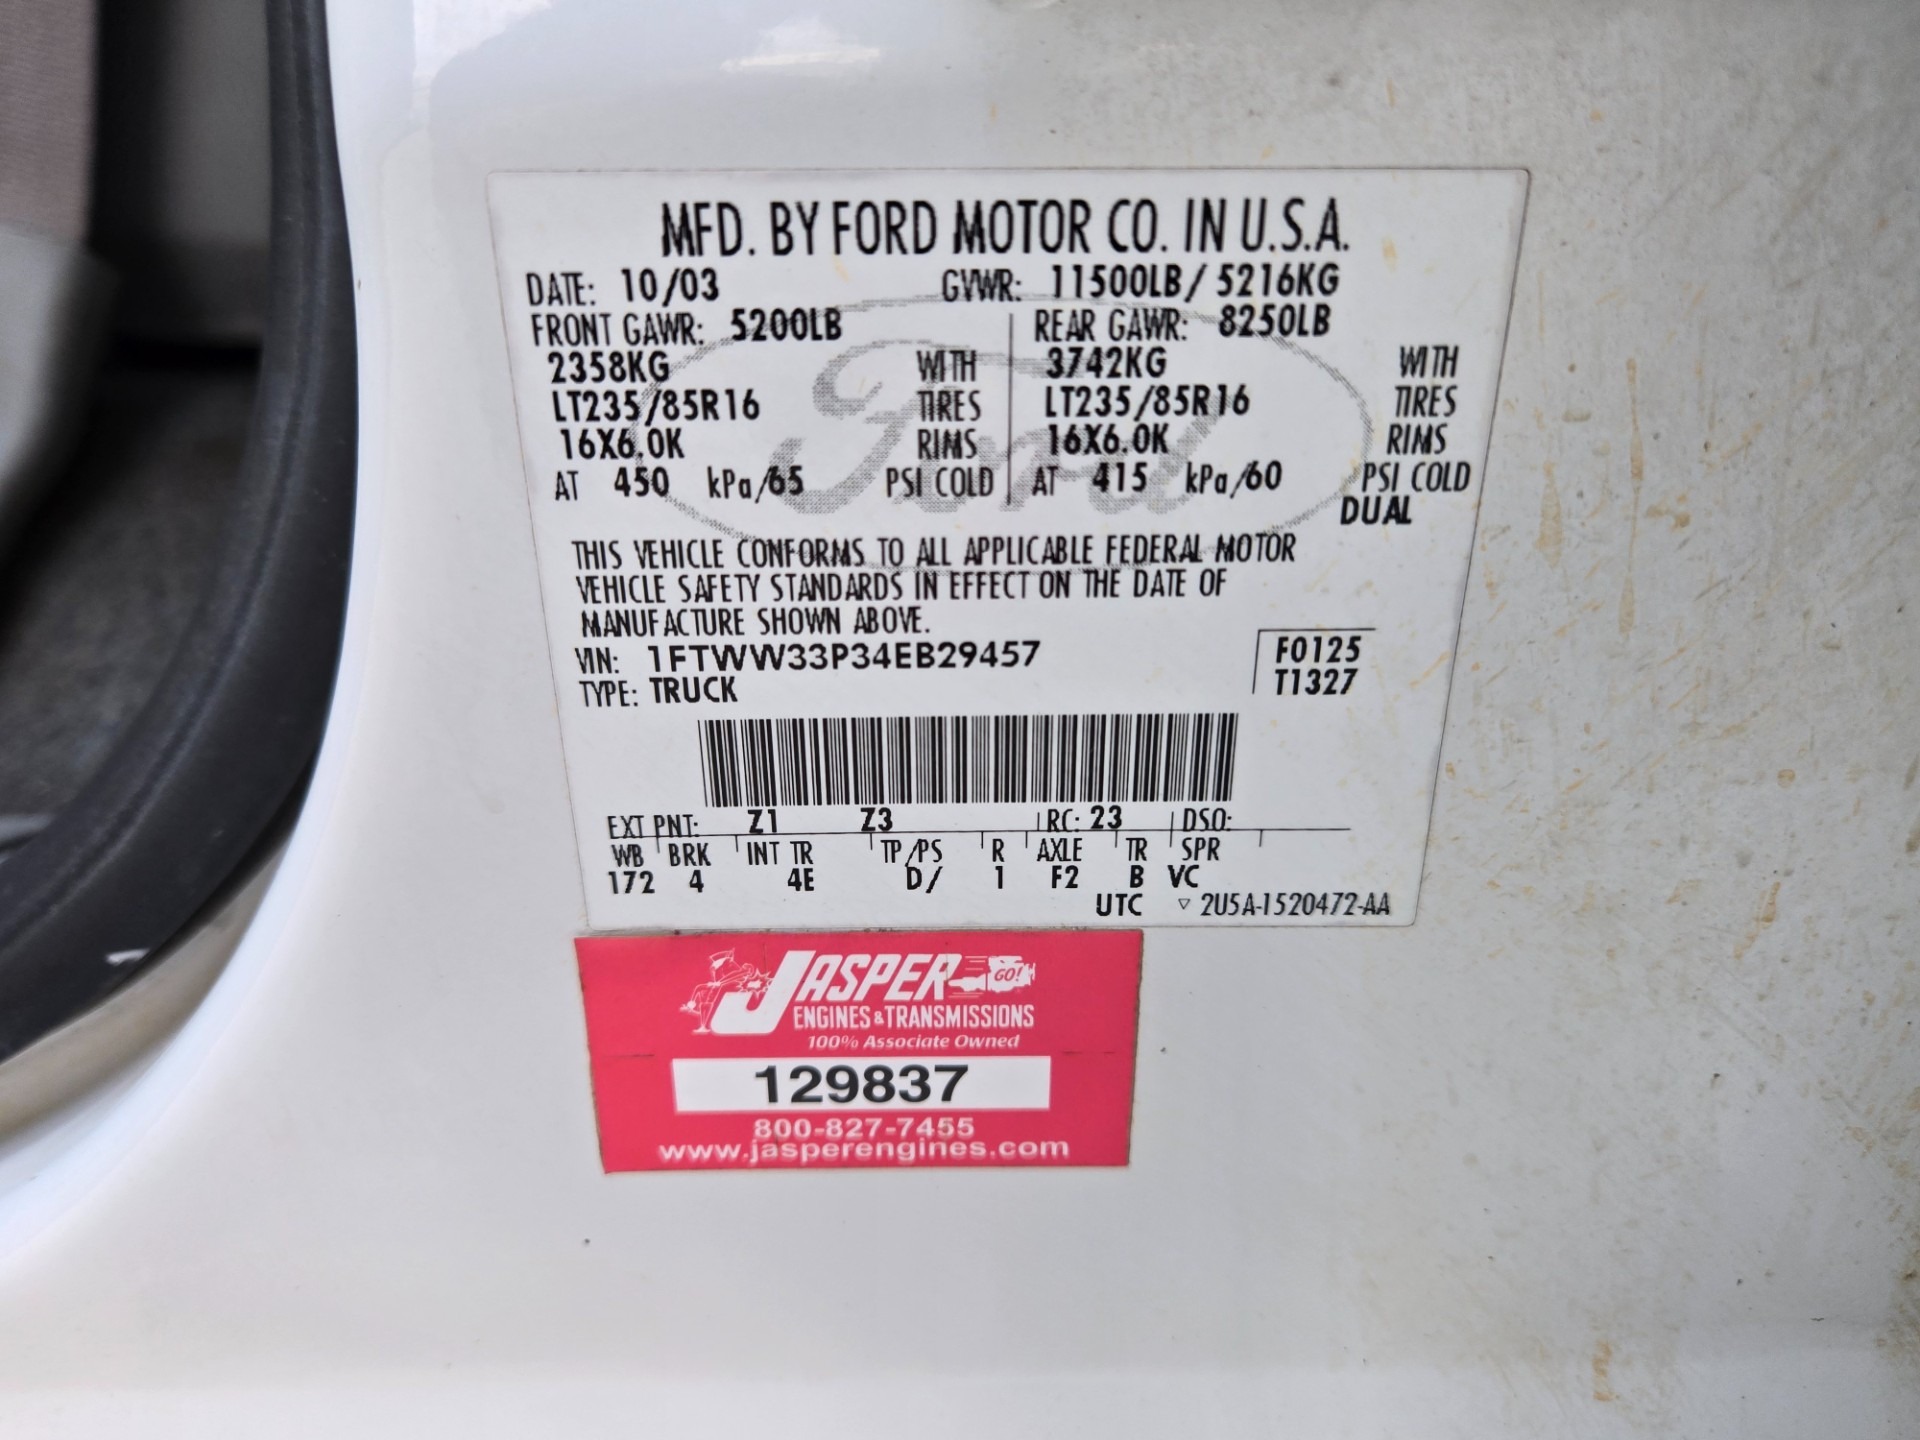 MFD. BY FORD MOTOR CO. IN U.S.A.
DATE: 10/03 GVWR: 11500LB/ 5216KG
FRONT GAWR: 5200LB REAR GAWR: 8250LB
2358KG WITH 3742KG WITH
LT235/85R16 TIRES LT235/85R16 TIRES
16X6.0K RIMS 16X6.0K RIMS
AT 450 kPa/65 PSI COLD AT 415 kPa/60 PSI COLD
DUAL
Ford
THIS VEHICLE CONFORMS TO ALL APPLICABLE FEDERAL MOTOR
VEHICLE SAFETY STANDARDS IN EFFECT ON THE DATE OF
MANUFACTURE SHOWN ABOVE.
VIN: 1FTWW33P34EB29457 F0125
TYPE: TRUCK T1327
EXT PNT: Z1 Z3 RC: 23 DSO:
WB BRK INT TR TP/PS R AXLE TR SPR
172 4 4E D/ 1 F2 B VC
UTC ▽ 2U5A-1520472-AA
JASPER GO!
ENGINES & TRANSMISSIONS
100% Associate Owned
129837
800-827-7455
www.jasperengines.com